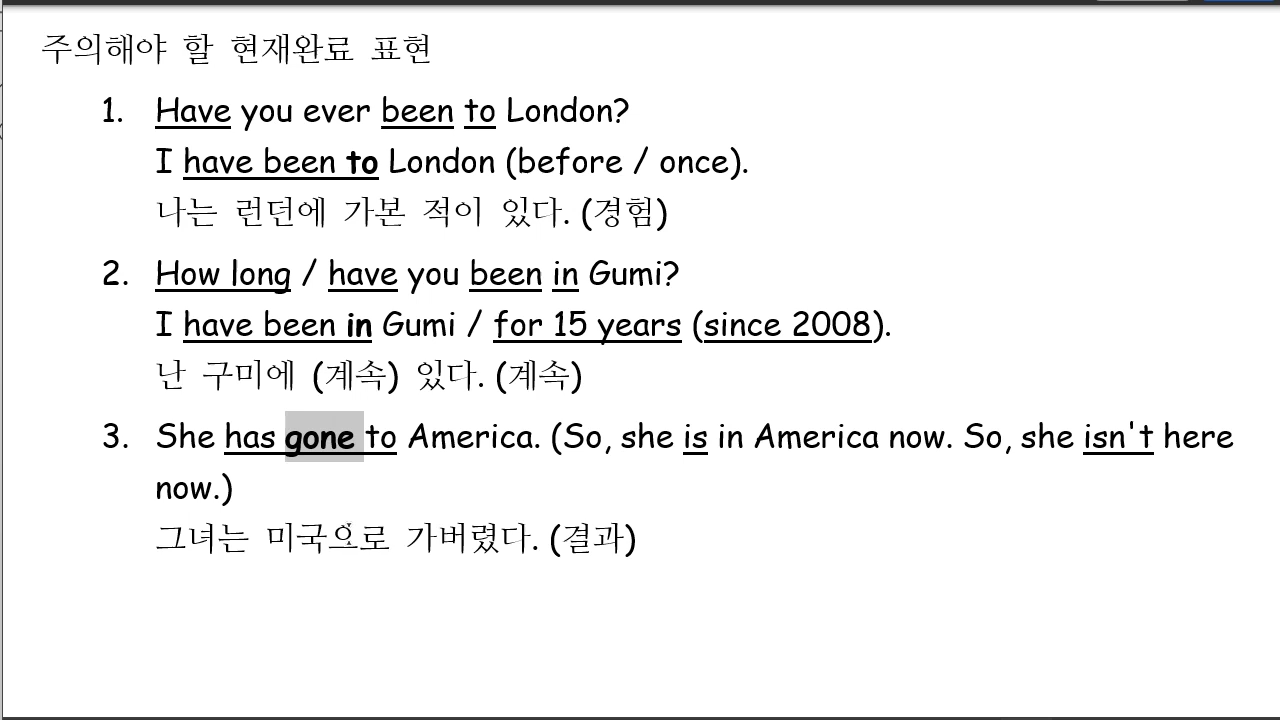 주의해야 할 현재완료 표현
1. Have you ever been to London?
I have been to London (before / once).
나는 런던에 가본 적이 있다. (경험)
2. How long / have you been in Gumi?
I have been in Gumi / for 15 years (since 2008).
난 구미에 (계속) 있다. (계속)
3. She has gone to America. (So, she is in America now. So, she isn't here
now.)
그녀는 미국으로 가버렸다. (결과)